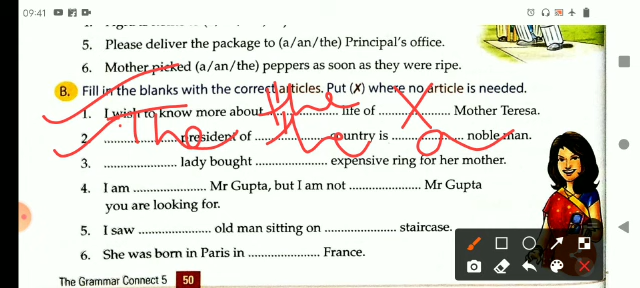 09:41
5. Please deliver the package to (a/an/the) Principal's office.
6. Mother picked (a/an/the) peppers as soon as they were ripe.
B. Fill in the blanks with the correct articles. Put (✗) where no article is needed.
1. I wish to know more about the life of X Mother Teresa.
2. The President of the country is a noble man.
3. .................... lady bought .................... expensive ring for her mother.
4. I am .................... Mr Gupta, but I am not .................... Mr Gupta
you are looking for.
5. I saw .................... old man sitting on .................... staircase.
6. She was born in Paris in .................... France.
The Grammar Connect 5 50